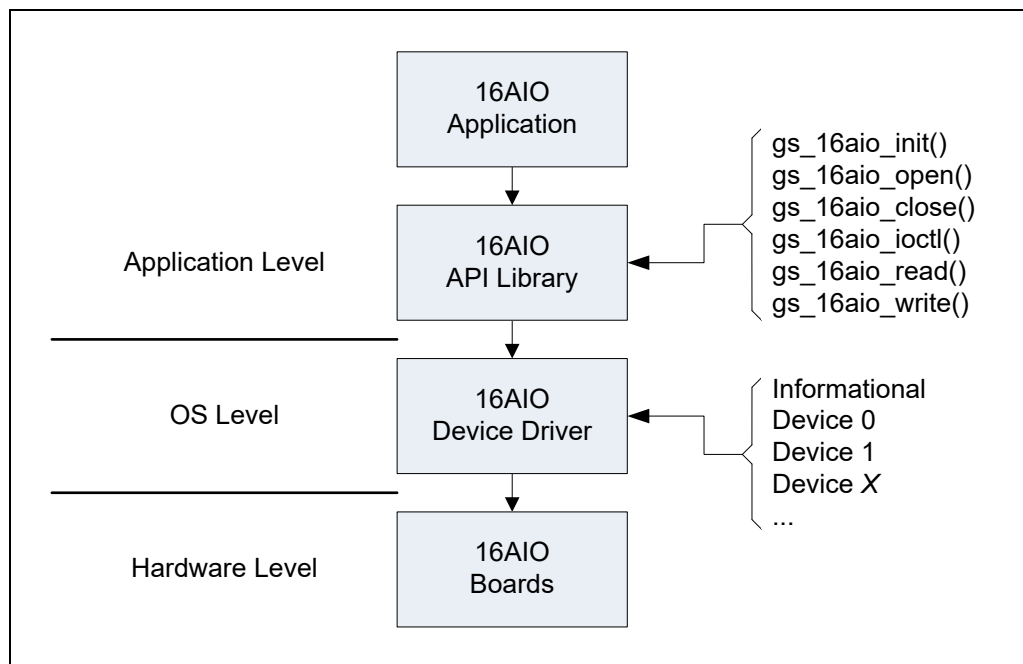 16AIO
Application
gs_16aio_init()
gs_16aio_open()
gs_16aio_close()
gs_16aio_ioctl()
gs_16aio_read()
gs_16aio_write()
Application Level
16AIO
API Library
OS Level
16AIO
Device Driver
Informational
Device 0
Device 1
Device X
...
Hardware Level
16AIO
Boards